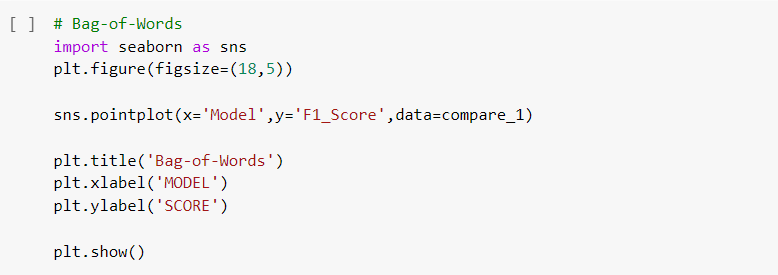 [ ] # Bag-of-Words
import seaborn as sns
plt.figure(figsize=(18,5))
sns.pointplot(x='Model',y='F1_Score',data=compare_1)
plt.title('Bag-of-Words')
plt.xlabel('MODEL')
plt.ylabel('SCORE')
plt.show()